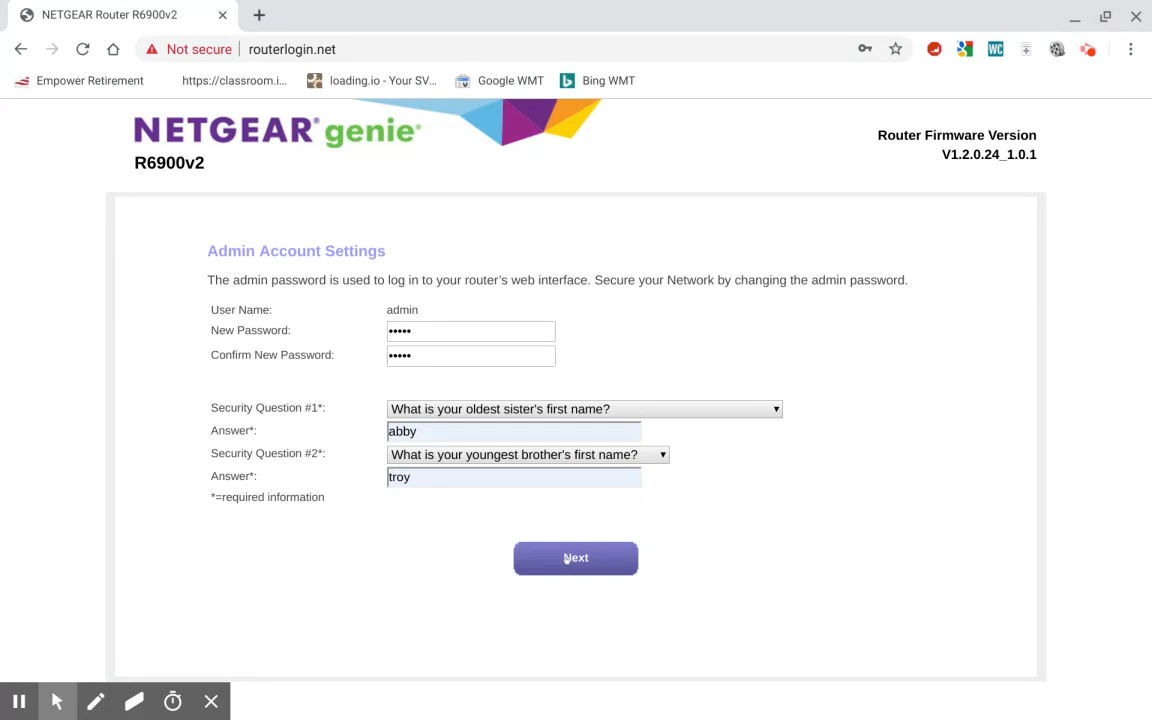 NETGEAR Router R6900v2
Not secure routerlogin.net
Empower Retirement https://classroom.i... loading.io - Your SV... Google WMT Bing WMT
NETGEAR® genie®
R6900v2
Router Firmware Version
V1.2.0.24_1.0.1
Admin Account Settings
The admin password is used to log in to your router's web interface. Secure your Network by changing the admin password.
User Name: admin
New Password: •••••
Confirm New Password: •••••
Security Question #1*: What is your oldest sister's first name?
Answer*: abby
Security Question #2*: What is your youngest brother's first name?
Answer*: troy
*=required information
Next